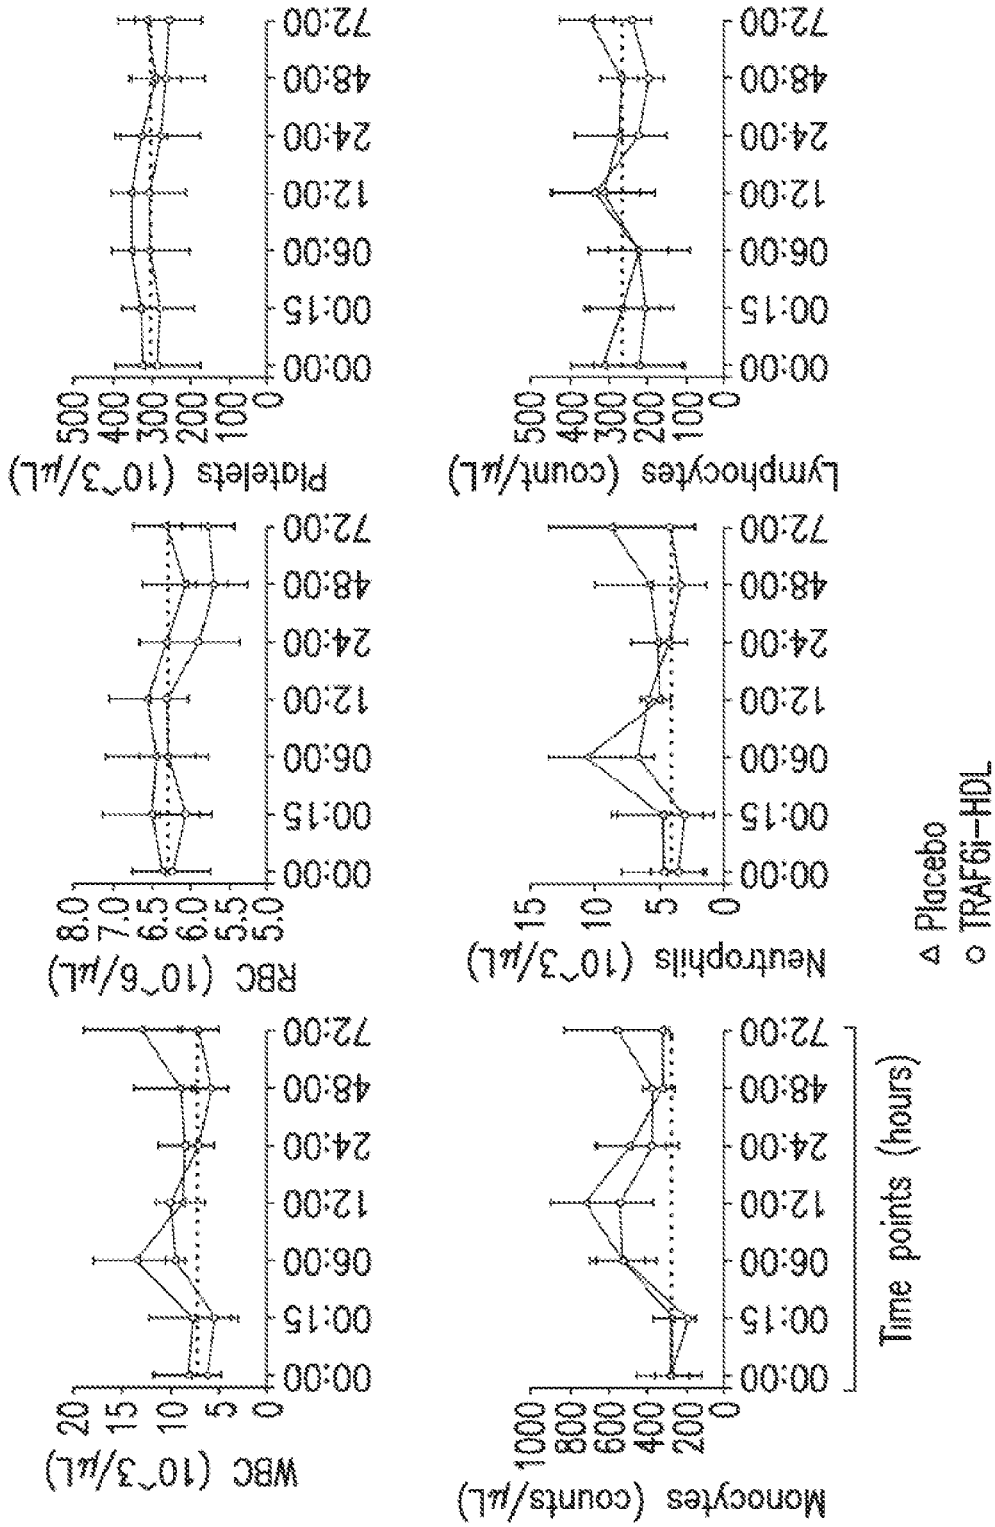 WBC (10^3/μL)
20
15
10
5
0
00:00 00:15 06:00 12:00 24:00 48:00 72:00
RBC (10^6/μL)
8.0
7.0
6.5
5.5
5.0
00:00 00:15 06:00 12:00 24:00 48:00 72:00
Platelets (10^3/μL)
500
400
300
200
100
0
00:00 00:15 06:00 12:00 24:00 48:00 72:00
Monocytes (counts/μL)
1000
800
600
400
200
0
00:00 00:15 06:00 12:00 24:00 48:00 72:00
Time points (hours)
Neutrophils (10^3/μL)
15
10
5
0
00:00 00:15 06:00 12:00 24:00 48:00 72:00
Lymphocytes (count/μL)
500
400
300
200
100
0
00:00 00:15 06:00 12:00 24:00 48:00 72:00
Placebo
TRAF6i-HDL